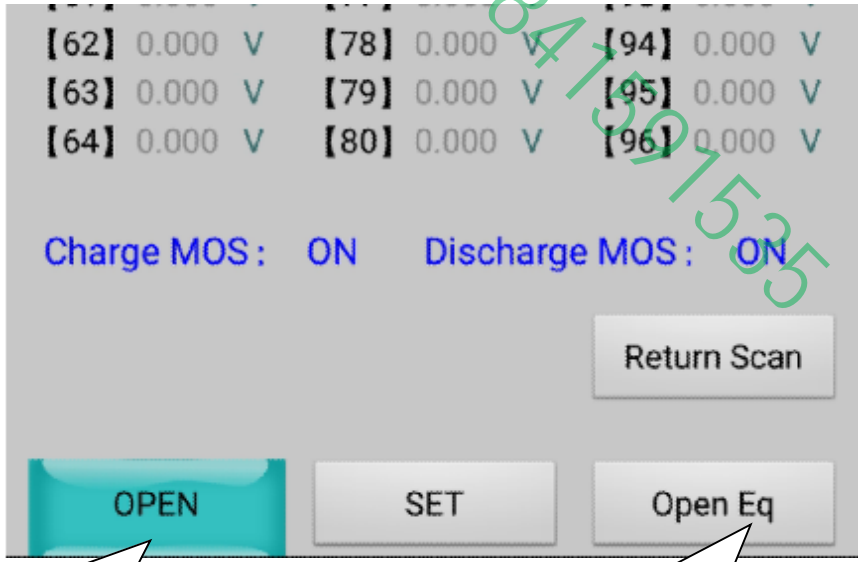 【62】 0.000 V 【78】 0.000 V 【94】 0.000 V
【63】 0.000 V 【79】 0.000 V 【95】 0.000 V
【64】 0.000 V 【80】 0.000 V 【96】 0.000 V
Charge MOS: ON Discharge MOS: ON
Return Scan
OPEN SET Open Eq
8415591535